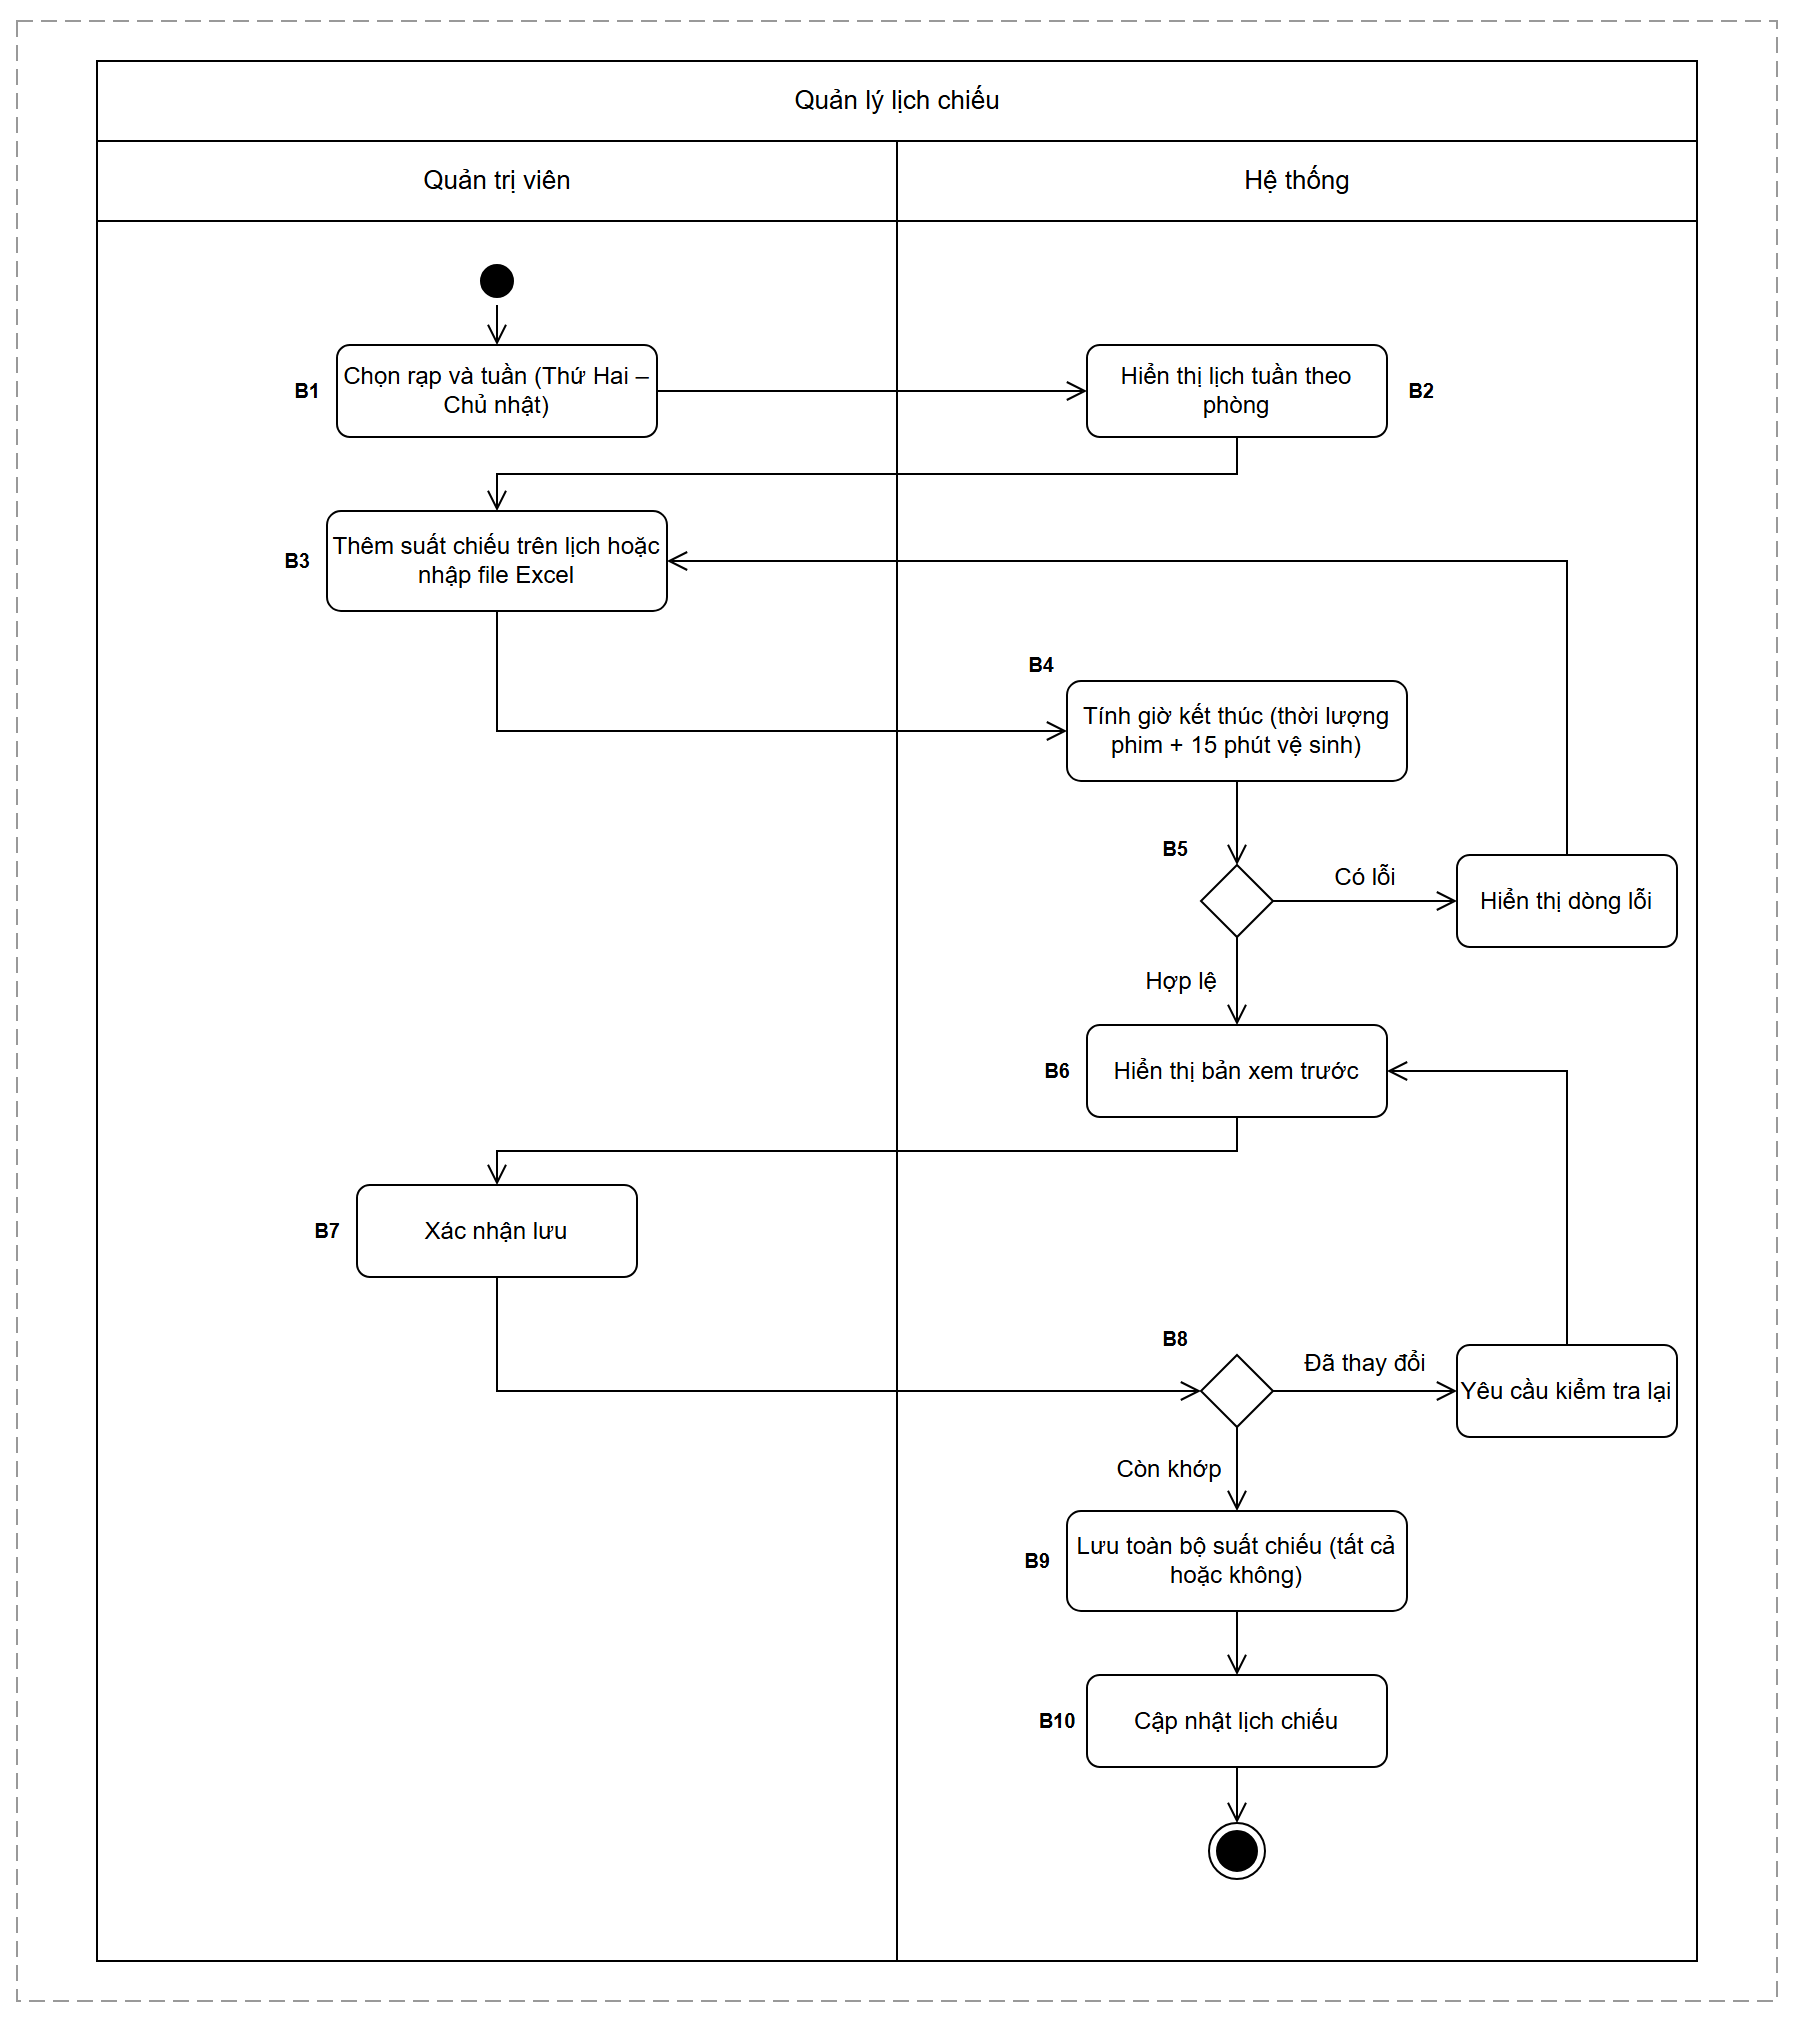 Quản lý lịch chiếu
Quản trị viên
Hệ thống
B1
Chọn rạp và tuần (Thứ Hai –
Chủ nhật)
Hiển thị lịch tuần theo
phòng
B2
B3
Thêm suất chiếu trên lịch hoặc
nhập file Excel
B4
Tính giờ kết thúc (thời lượng
phim + 15 phút vệ sinh)
B5
Có lỗi
Hiển thị dòng lỗi
Hợp lệ
B6
Hiển thị bản xem trước
B7
Xác nhận lưu
B8
Đã thay đổi
Yêu cầu kiểm tra lại
Còn khớp
B9
Lưu toàn bộ suất chiếu (tất cả
hoặc không)
B10
Cập nhật lịch chiếu